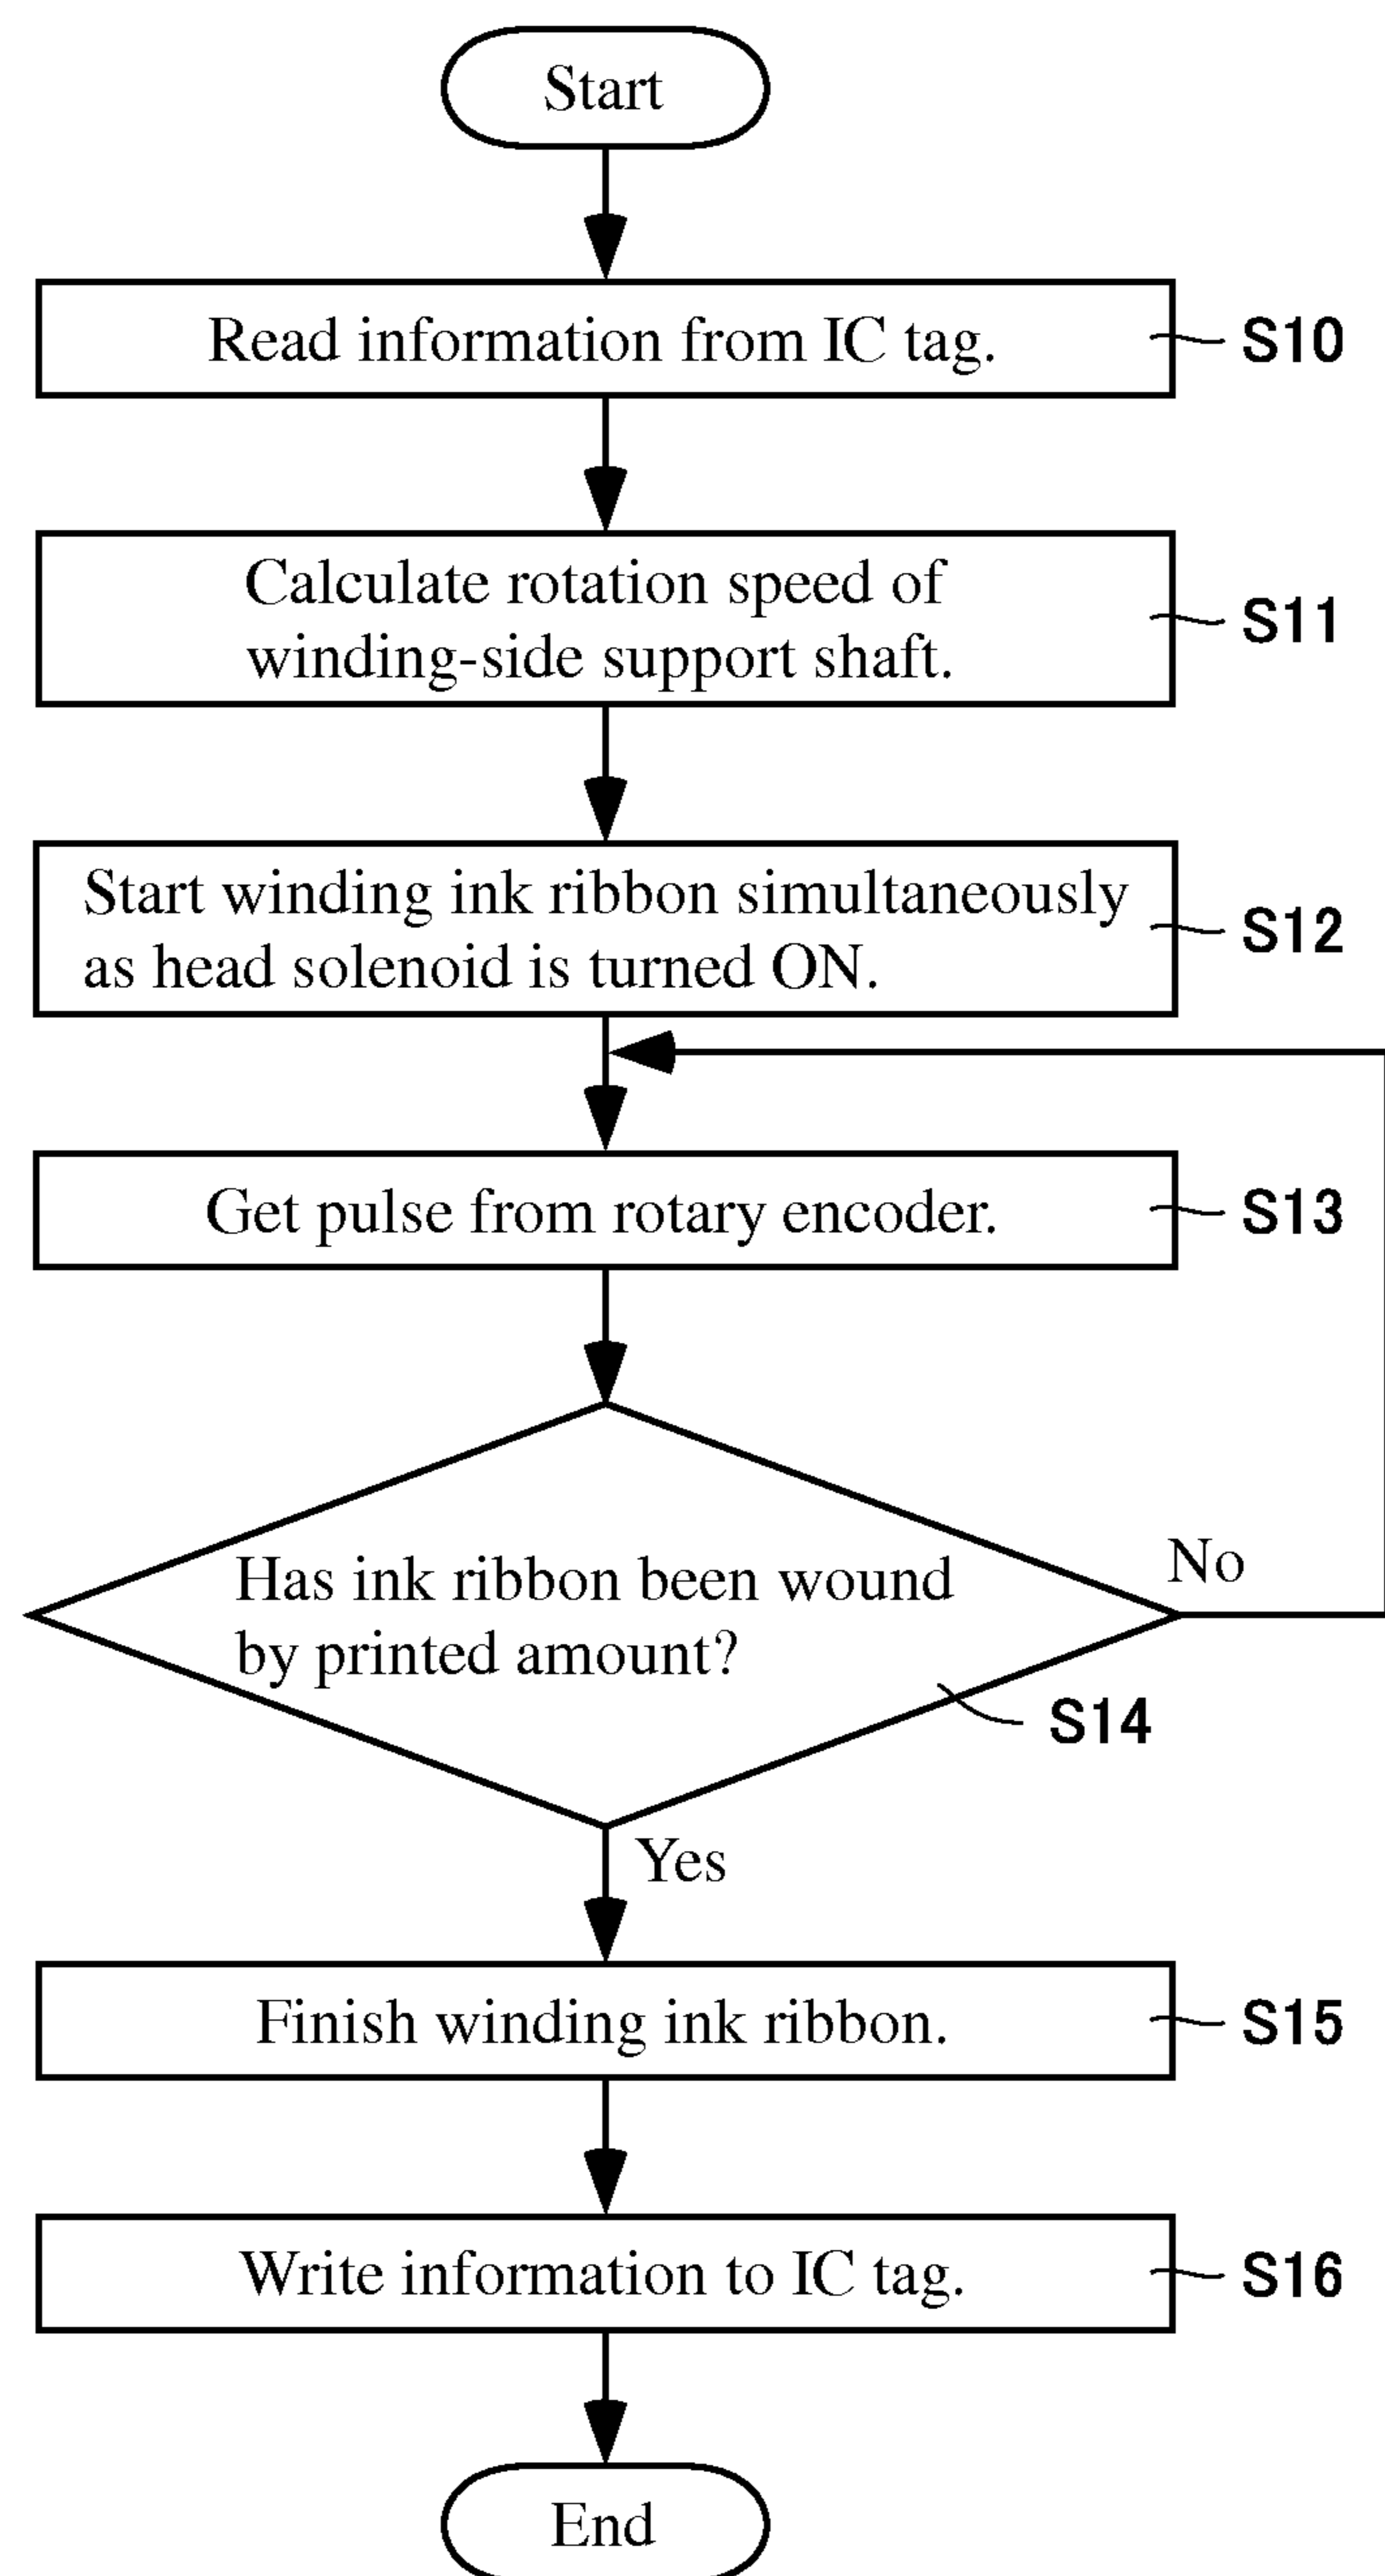 Start
Read information from IC tag.
S10
Calculate rotation speed of
winding-side support shaft.
S11
Start winding ink ribbon simultaneously
as head solenoid is turned ON.
S12
Get pulse from rotary encoder.
S13
Has ink ribbon been wound
by printed amount?
No
S14
Yes
Finish winding ink ribbon.
S15
Write information to IC tag.
S16
End